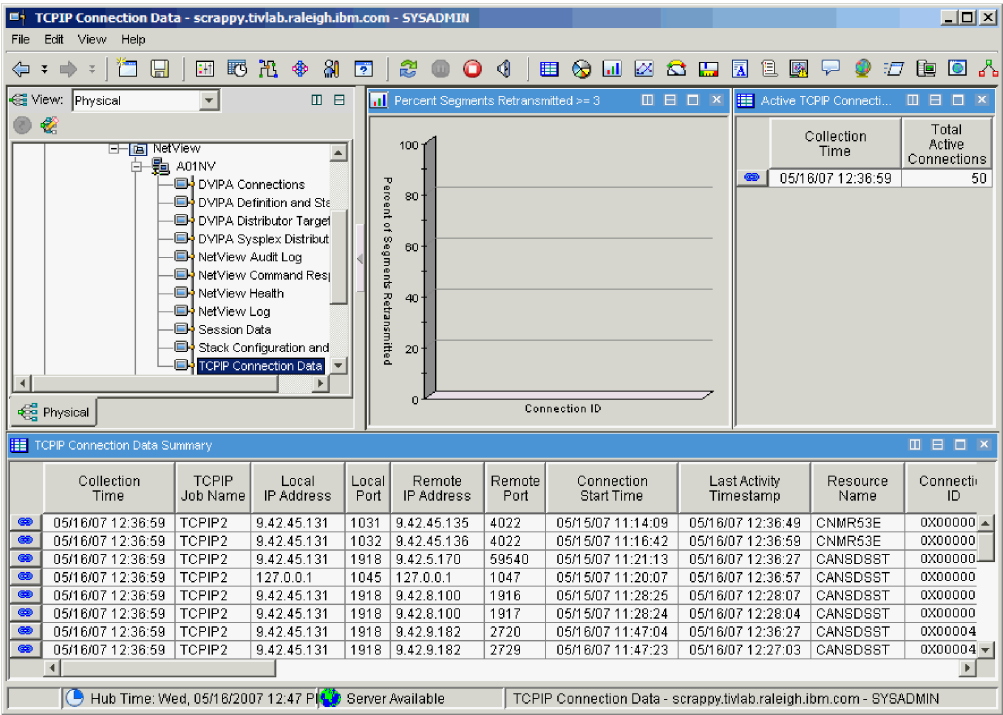 TCPIP Connection Data - scrappy.tivlab.raleigh.ibm.com - SYSADMIN
File Edit View Help
View: Physical
NetView
A01NV
DVIPA Connections
DVIPA Definition and Sta
DVIPA Distributor Target
DVIPA Sysplex Distribut
NetView Audit Log
NetView Command Resp
NetView Health
NetView Log
Session Data
Stack Configuration and
TCPIP Connection Data
Physical
Percent Segments Retransmitted >= 3
Percent of Segments Retransmitted
100
80
60
40
20
0
Connection ID
Active TCPIP Connecti...
Collection Time Total Active Connections
05/16/07 12:36:59 50
TCPIP Connection Data Summary
Collection Time TCPIP Job Name Local IP Address Local Port Remote IP Address Remote Port Connection Start Time Last Activity Timestamp Resource Name Connecti ID
05/16/07 12:36:59 TCPIP2 9.42.45.131 1031 9.42.45.135 4022 05/15/07 11:14:09 05/16/07 12:36:49 CNMR53E 0X00000
05/16/07 12:36:59 TCPIP2 9.42.45.131 1032 9.42.45.136 4022 05/15/07 11:16:42 05/16/07 12:36:59 CNMR53E 0X00000
05/16/07 12:36:59 TCPIP2 9.42.45.131 1918 9.42.5.170 59540 05/15/07 11:21:13 05/16/07 12:36:27 CANSDSST 0X00000
05/16/07 12:36:59 TCPIP2 127.0.0.1 1045 127.0.0.1 1047 05/15/07 11:20:07 05/16/07 12:36:57 CANSDSST 0X00000
05/16/07 12:36:59 TCPIP2 9.42.45.131 1918 9.42.8.100 1916 05/15/07 11:28:25 05/16/07 12:28:07 CANSDSST 0X00000
05/16/07 12:36:59 TCPIP2 9.42.45.131 1918 9.42.8.100 1917 05/15/07 11:28:24 05/16/07 12:28:04 CANSDSST 0X00000
05/16/07 12:36:59 TCPIP2 9.42.45.131 1918 9.42.9.182 2720 05/16/07 11:47:04 05/16/07 12:36:27 CANSDSST 0X00004
05/16/07 12:36:59 TCPIP2 9.42.45.131 1918 9.42.9.182 2729 05/16/07 11:47:23 05/16/07 12:27:03 CANSDSST 0X00004
Hub Time: Wed, 05/16/2007 12:47 P Server Available TCPIP Connection Data - scrappy.tivlab.raleigh.ibm.com - SYSADMIN